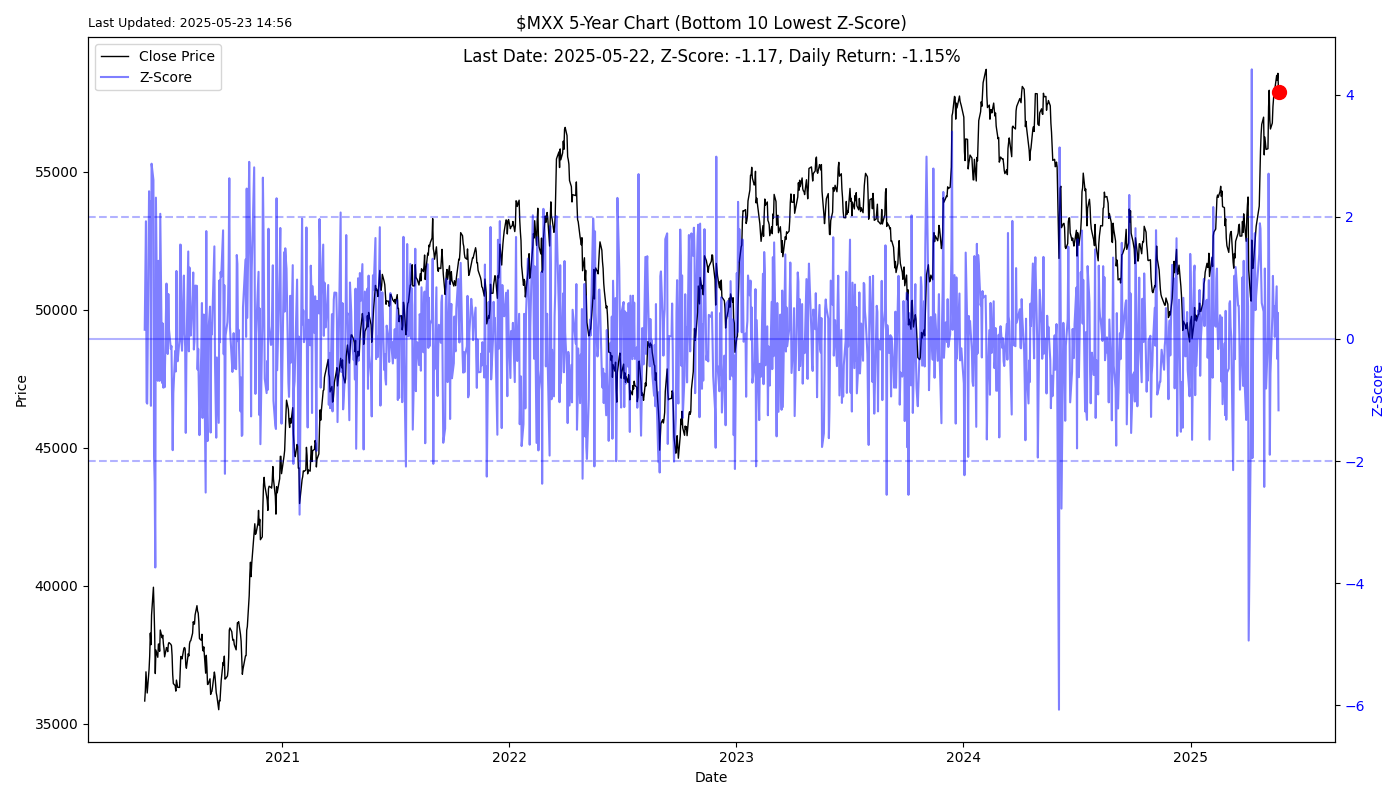 Last Updated: 2025-05-23 14:56
$MXX 5-Year Chart (Bottom 10 Lowest Z-Score)
Last Date: 2025-05-22, Z-Score: -1.17, Daily Return: -1.15%
Close Price
Z-Score
55000
50000
45000
40000
35000
Price
4
2
0
−2
−4
−6
Z-Score
2021 2022 2023 2024 2025
Date